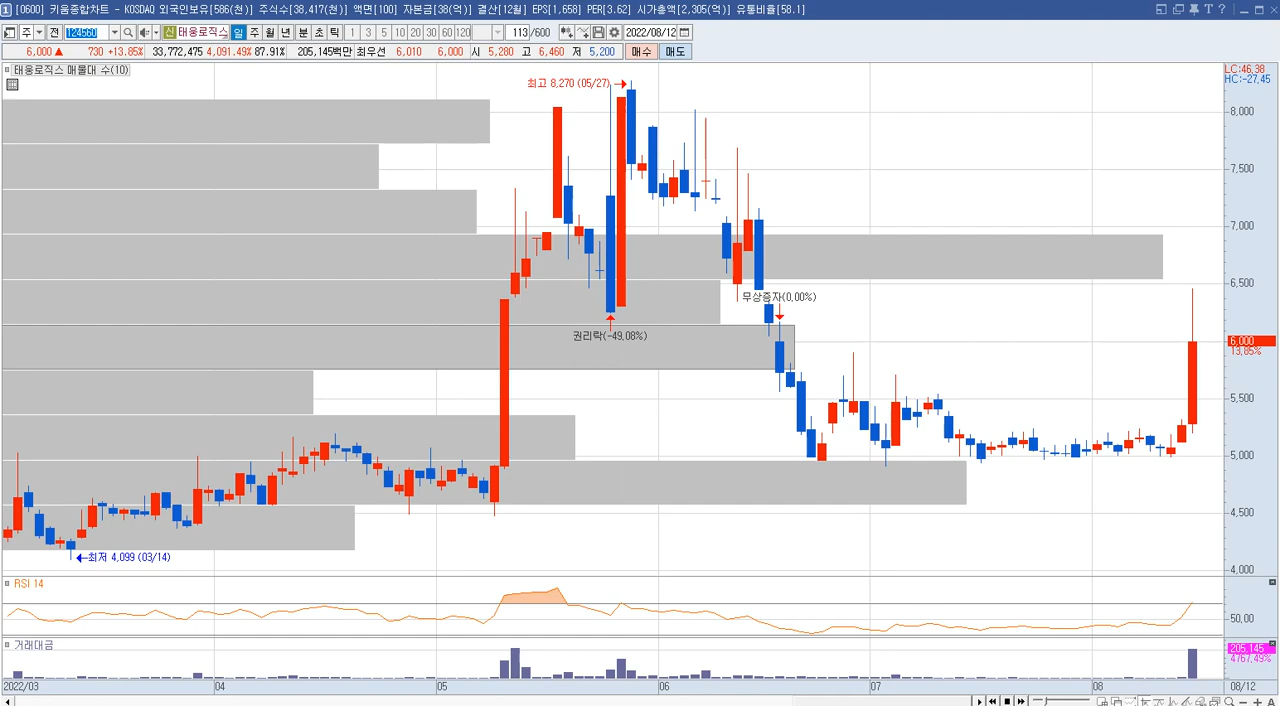 1 [0600] 키움종합차트 - KOSDAQ 외국인보유[586(천)] 주식수[38,417(천)] 액면[100] 자본금[38(억)] 결산[12월] EPS[1,658] PER[3.62] 시가총액[2,305(억)] 유통비율[58.1]
주 전 124560 신 태웅로직스 일 주 월 년 분 초 틱 1 3 5 10 20 30 60 120 113 /600 2022/08/12
6,000 ▲ 730 +13.85% 33,772,475 4,091.49% 87.91% 205,145백만 최우선 6,010 6,000 시 5,280 고 6,460 저 5,200 매수 매도
태웅로직스 매물대 수(10)
LC:46.38
HC:-27.45
최고 8,270 (05/27)
8,000
7,500
7,000
6,500
무상증자(0.00%)
권리락(-49.08%)
6,000
13.85%
5,500
5,000
4,500
최저 4,099 (03/14)
4,000
RSI 14
50.00
거래대금
205,145
4767.49%
2022/03 04 05 06 07 08 08/12